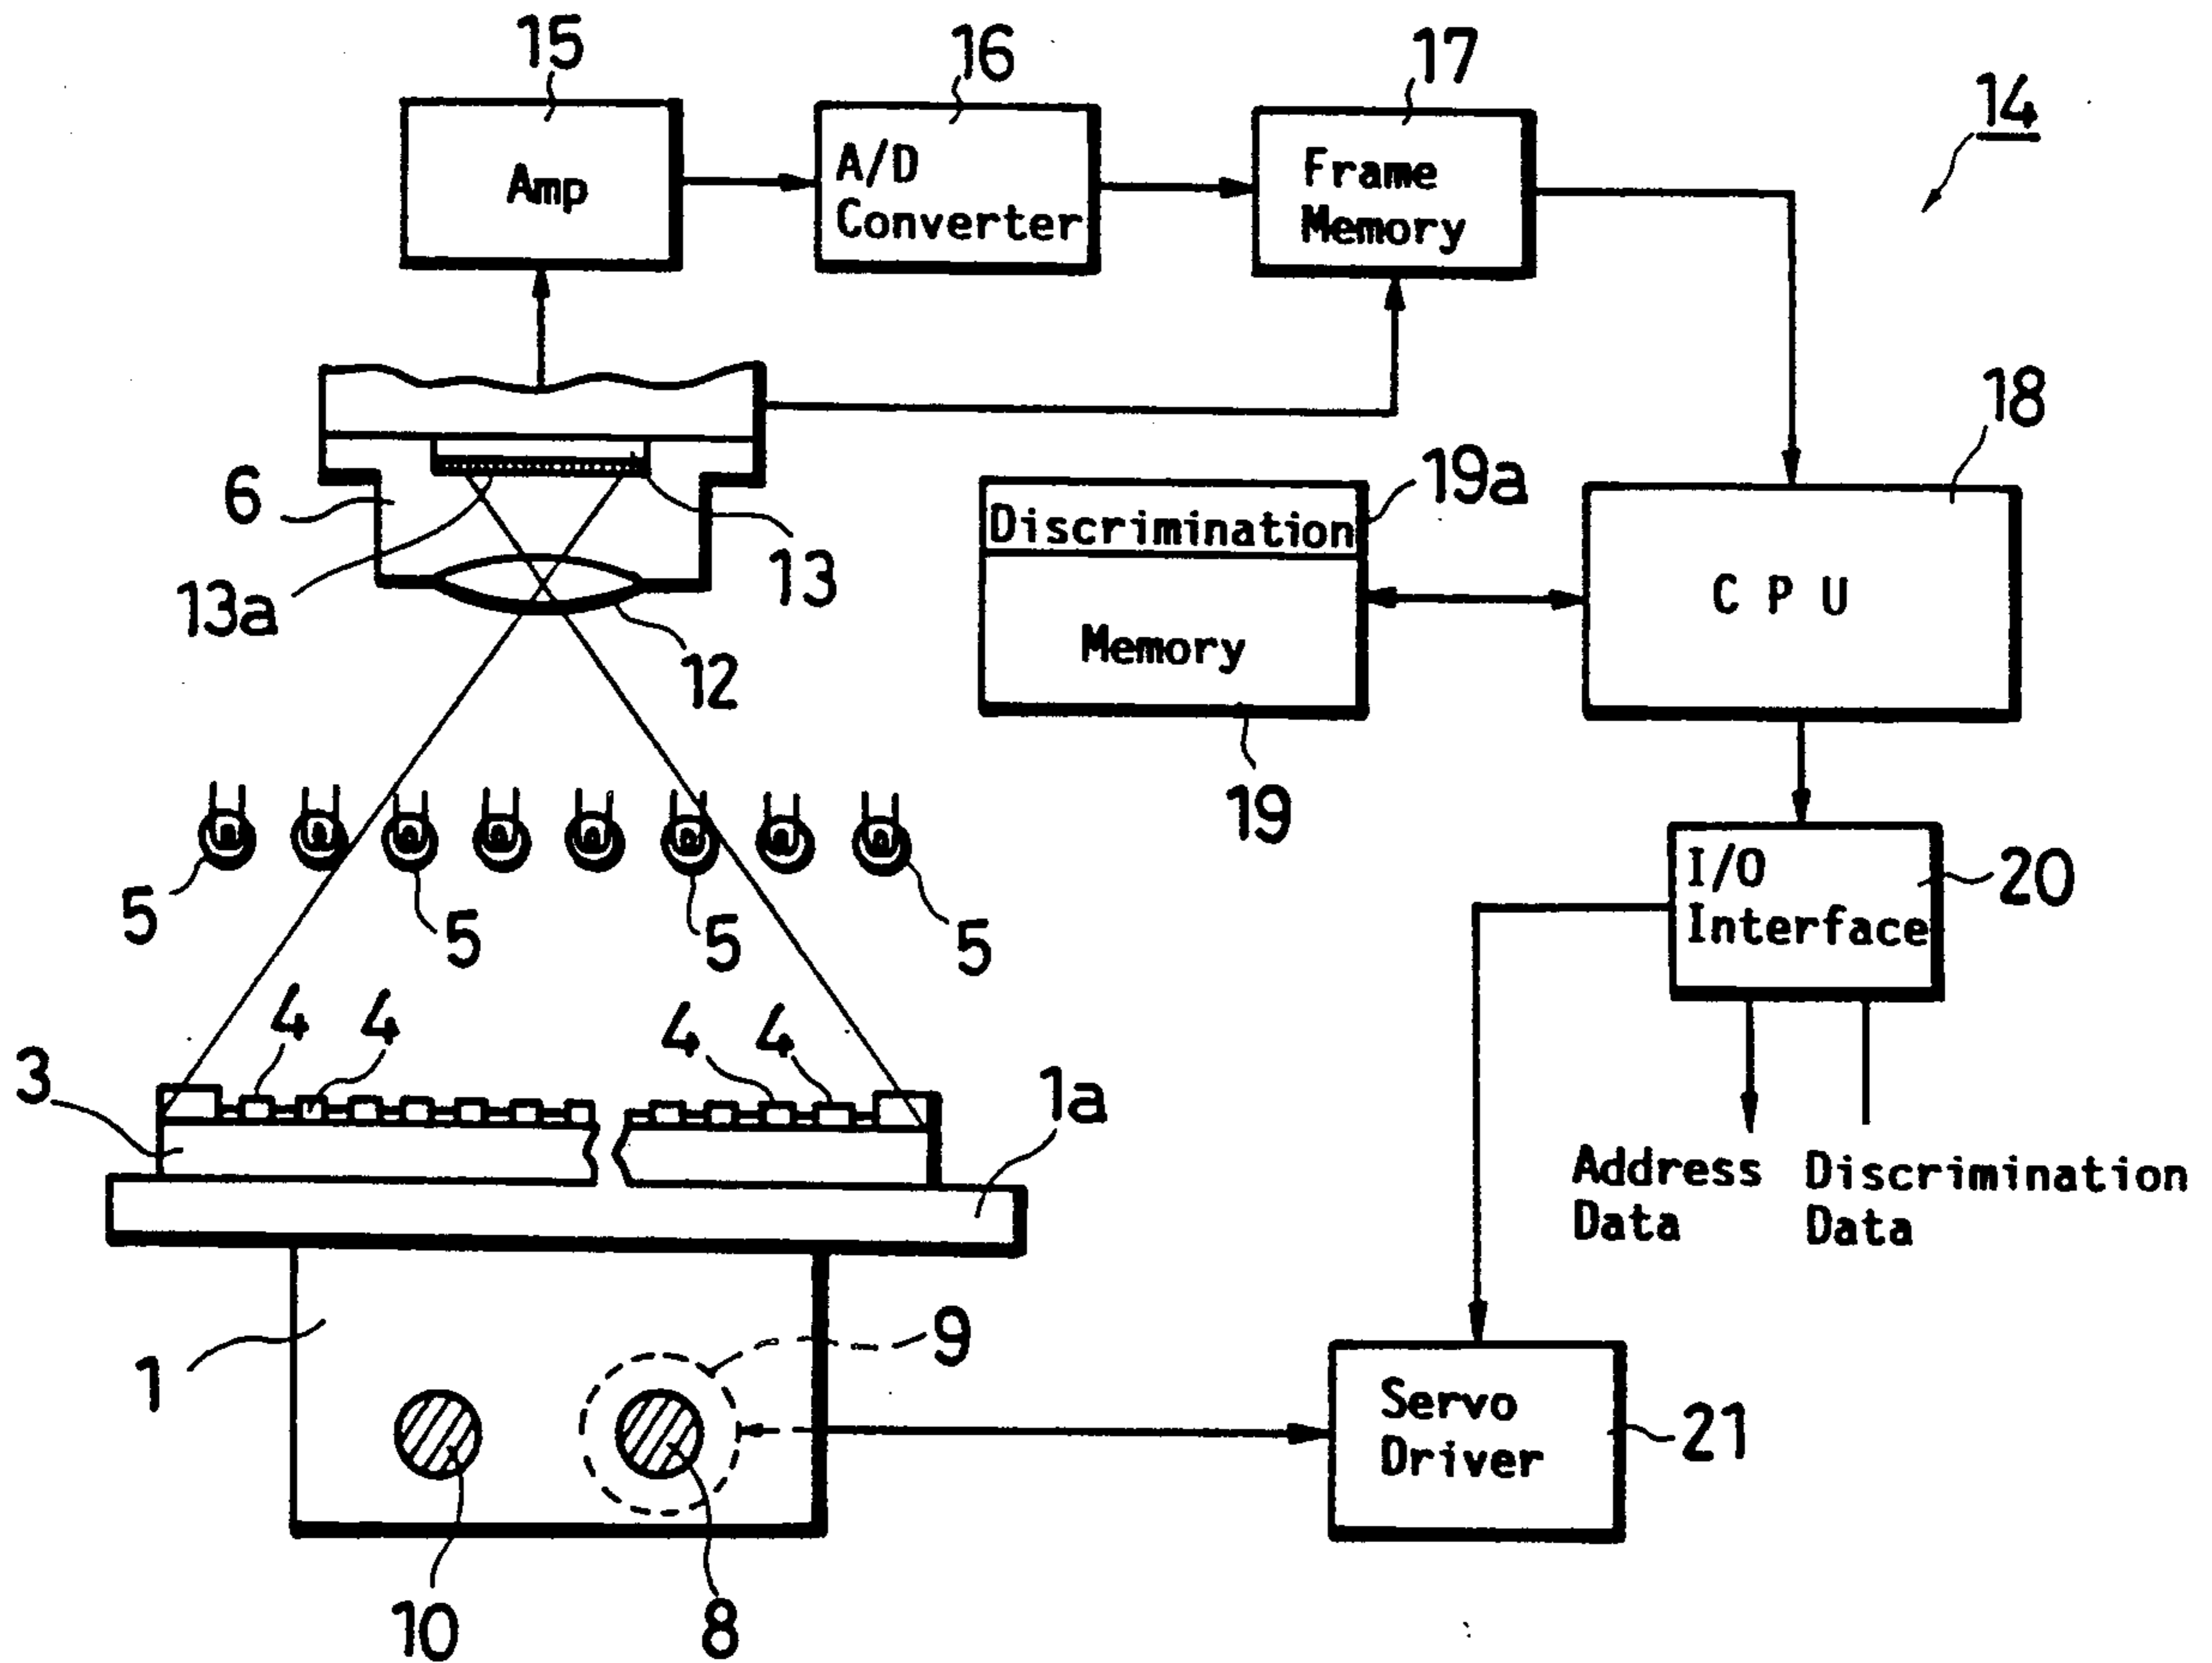 15
16
17
14
Amp
A/D
Converter
Frame
Memory
18
6
19a
Discrimination
13
13a
C P U
Memory
12
19
5
5
5
5
I/O
Interface
20
4
4
4
4
3
1a
Address
Data
Discrimination
Data
1
9
Servo
Driver
21
10
8